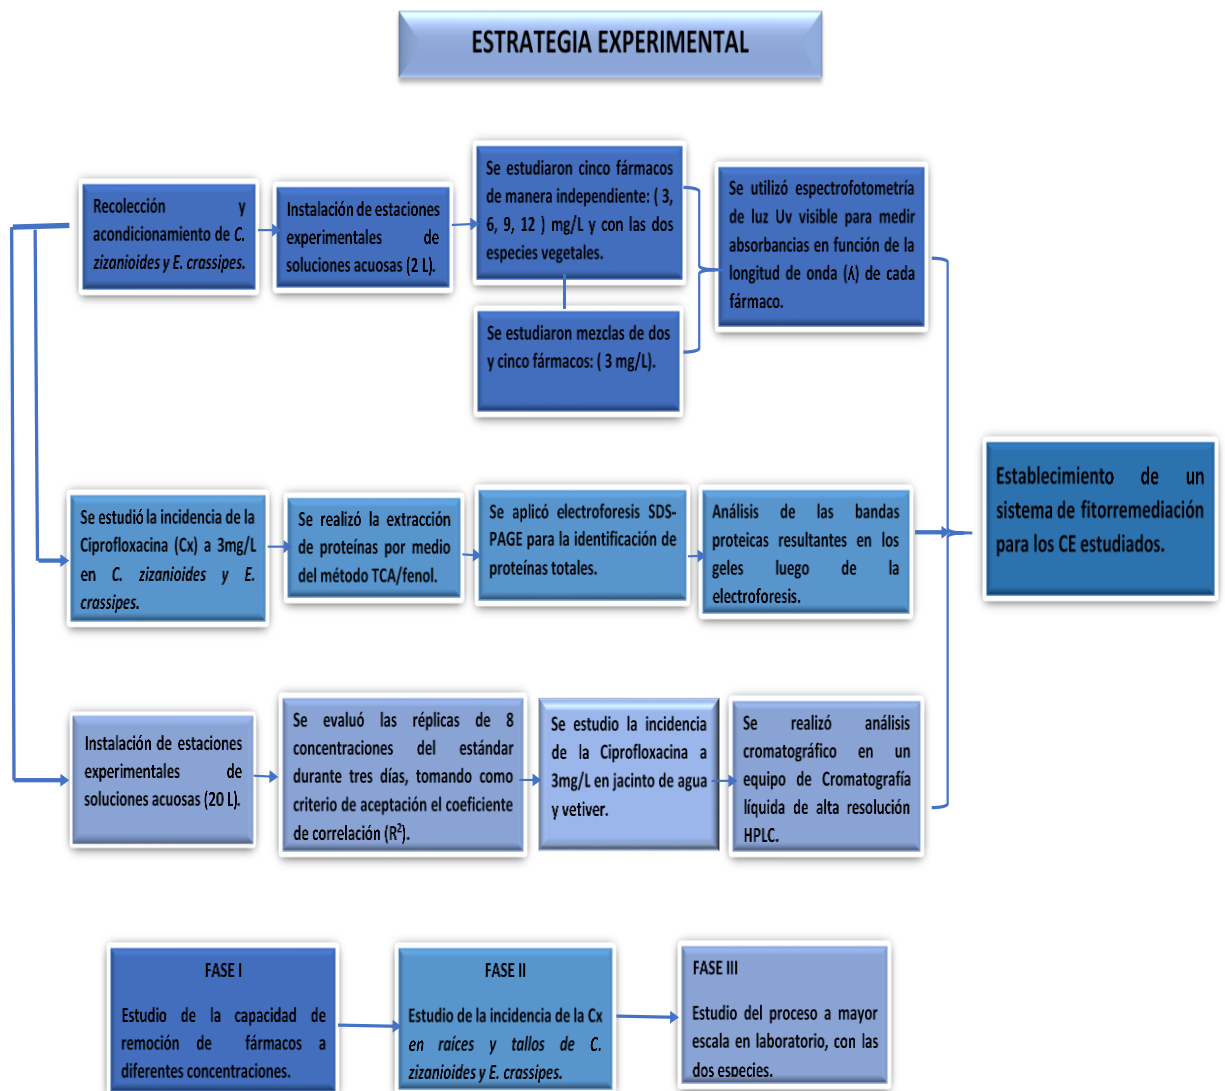 ESTRATEGIA EXPERIMENTAL
Recolección y
acondicionamiento de C.
zizanioides y E. crassipes.
Instalación de estaciones
experimentales de
soluciones acuosas (2 L).
Se estudiaron cinco fármacos
de manera independiente: ( 3,
6, 9, 12 ) mg/L y con las dos
especies vegetales.
Se estudiaron mezclas de dos
y cinco fármacos: ( 3 mg/L).
Se utilizó espectrofotometría
de luz Uv visible para medir
absorbancias en función de la
longitud de onda (ʎ) de cada
fármaco.
Se estudió la incidencia de la
Ciprofloxacina (Cx) a 3mg/L
en C. zizanioides y E.
crassipes.
Se realizó la extracción
de proteínas por medio
del método TCA/fenol.
Se aplicó electroforesis SDS-
PAGE para la identificación de
proteínas totales.
Análisis de las bandas
proteicas resultantes en los
geles luego de la
electroforesis.
Establecimiento de un
sistema de fitorremediación
para los CE estudiados.
Instalación de estaciones
experimentales de
soluciones acuosas (20 L).
Se evaluó las réplicas de 8
concentraciones del estándar
durante tres días, tomando como
criterio de aceptación el coeficiente
de correlación (R²).
Se estudio la incidencia
de la Ciprofloxacina a
3mg/L en jacinto de agua
y vetiver.
Se realizó análisis
cromatográfico en un
equipo de Cromatografía
líquida de alta resolución
HPLC.
FASE I
Estudio de la capacidad de
remoción de fármacos a
diferentes concentraciones.
FASE II
Estudio de la incidencia de la Cx
en raíces y tallos de C.
zizanioides y E. crassipes.
FASE III
Estudio del proceso a mayor
escala en laboratorio, con las
dos especies.